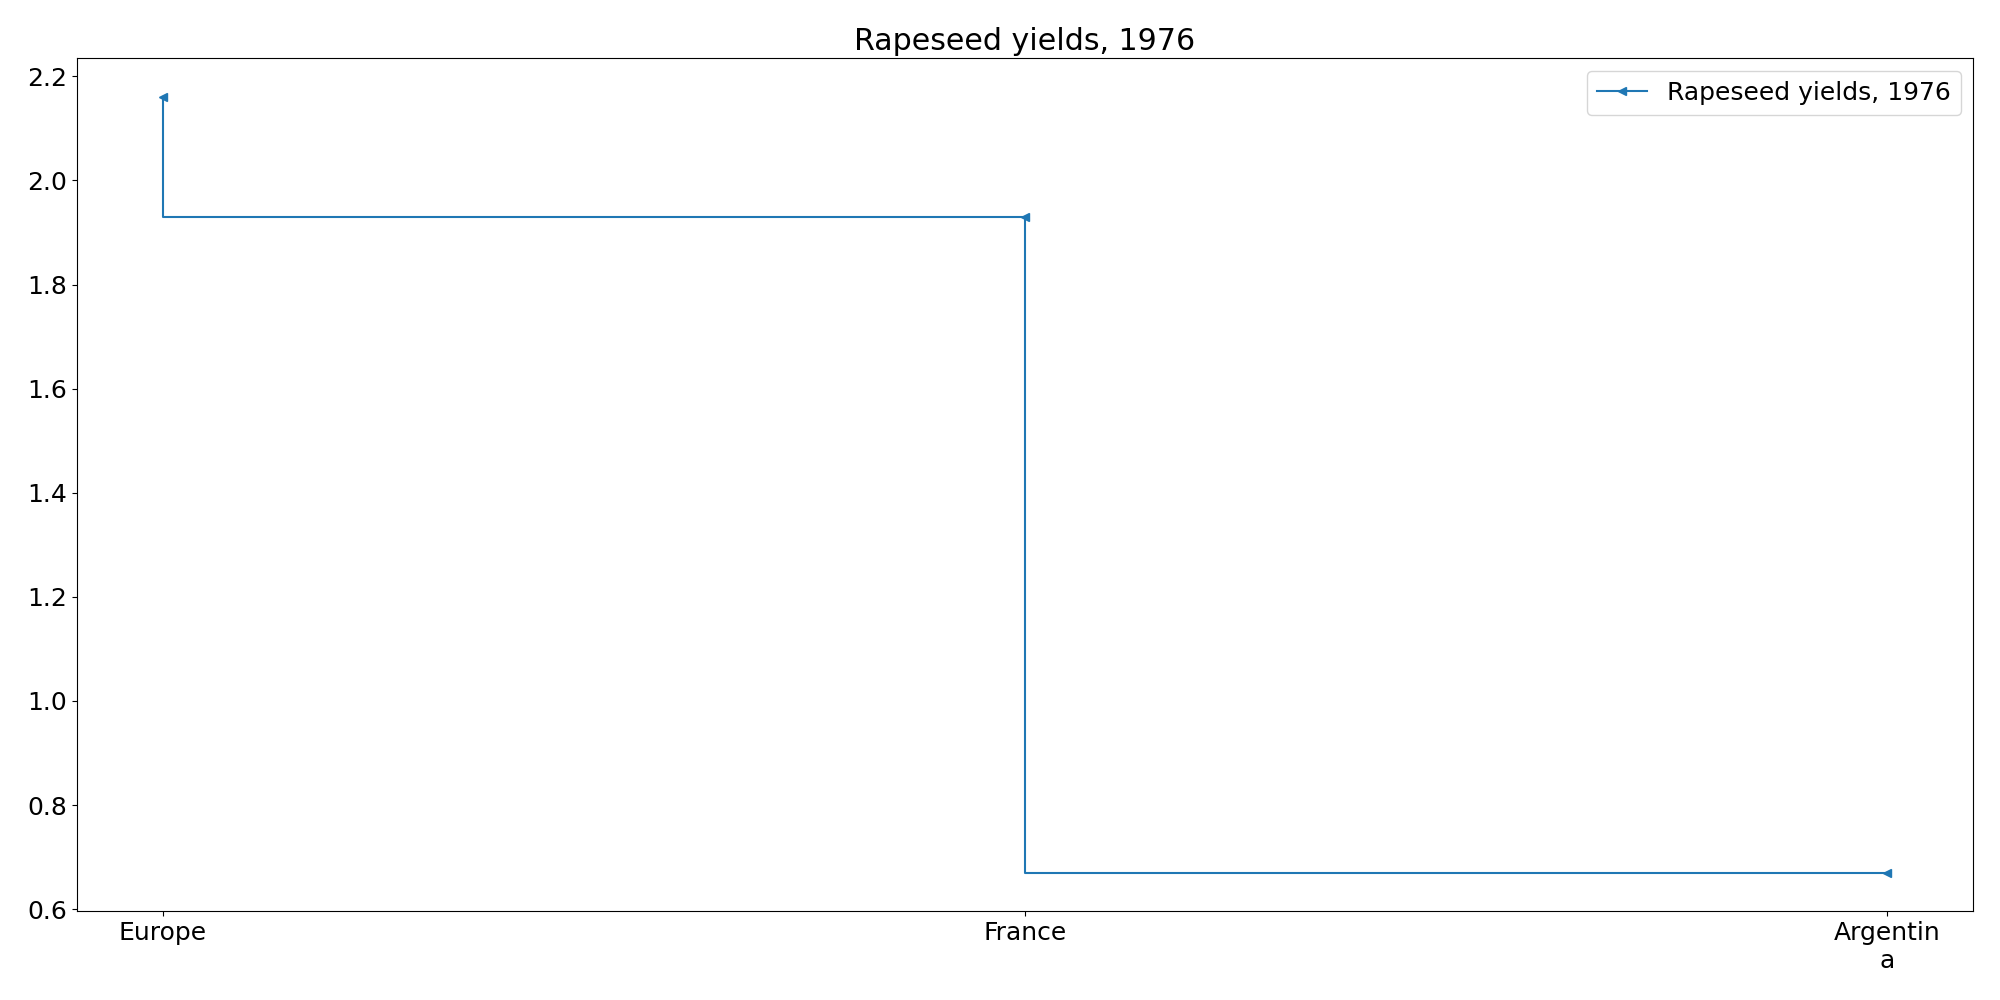 Rapeseed yields, 1976
Rapeseed yields, 1976
2.2
2.0
1.8
1.6
1.4
1.2
1.0
0.8
0.6
Europe
France
Argentin
a